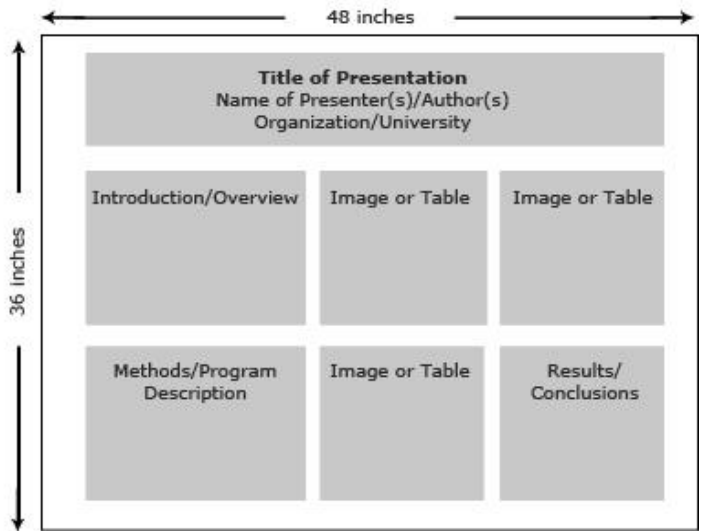 48 inches
Title of Presentation
Name of Presenter(s)/Author(s)
Organization/University
36 inches
Introduction/Overview
Image or Table
Image or Table
Methods/Program
Description
Image or Table
Results/
Conclusions